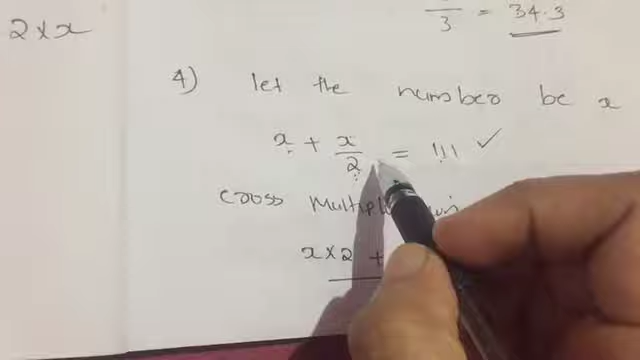 2 × x
/3 = 34.3
4) let the number be x
x + x/2 = 111 ✓
cross
x × 2 +